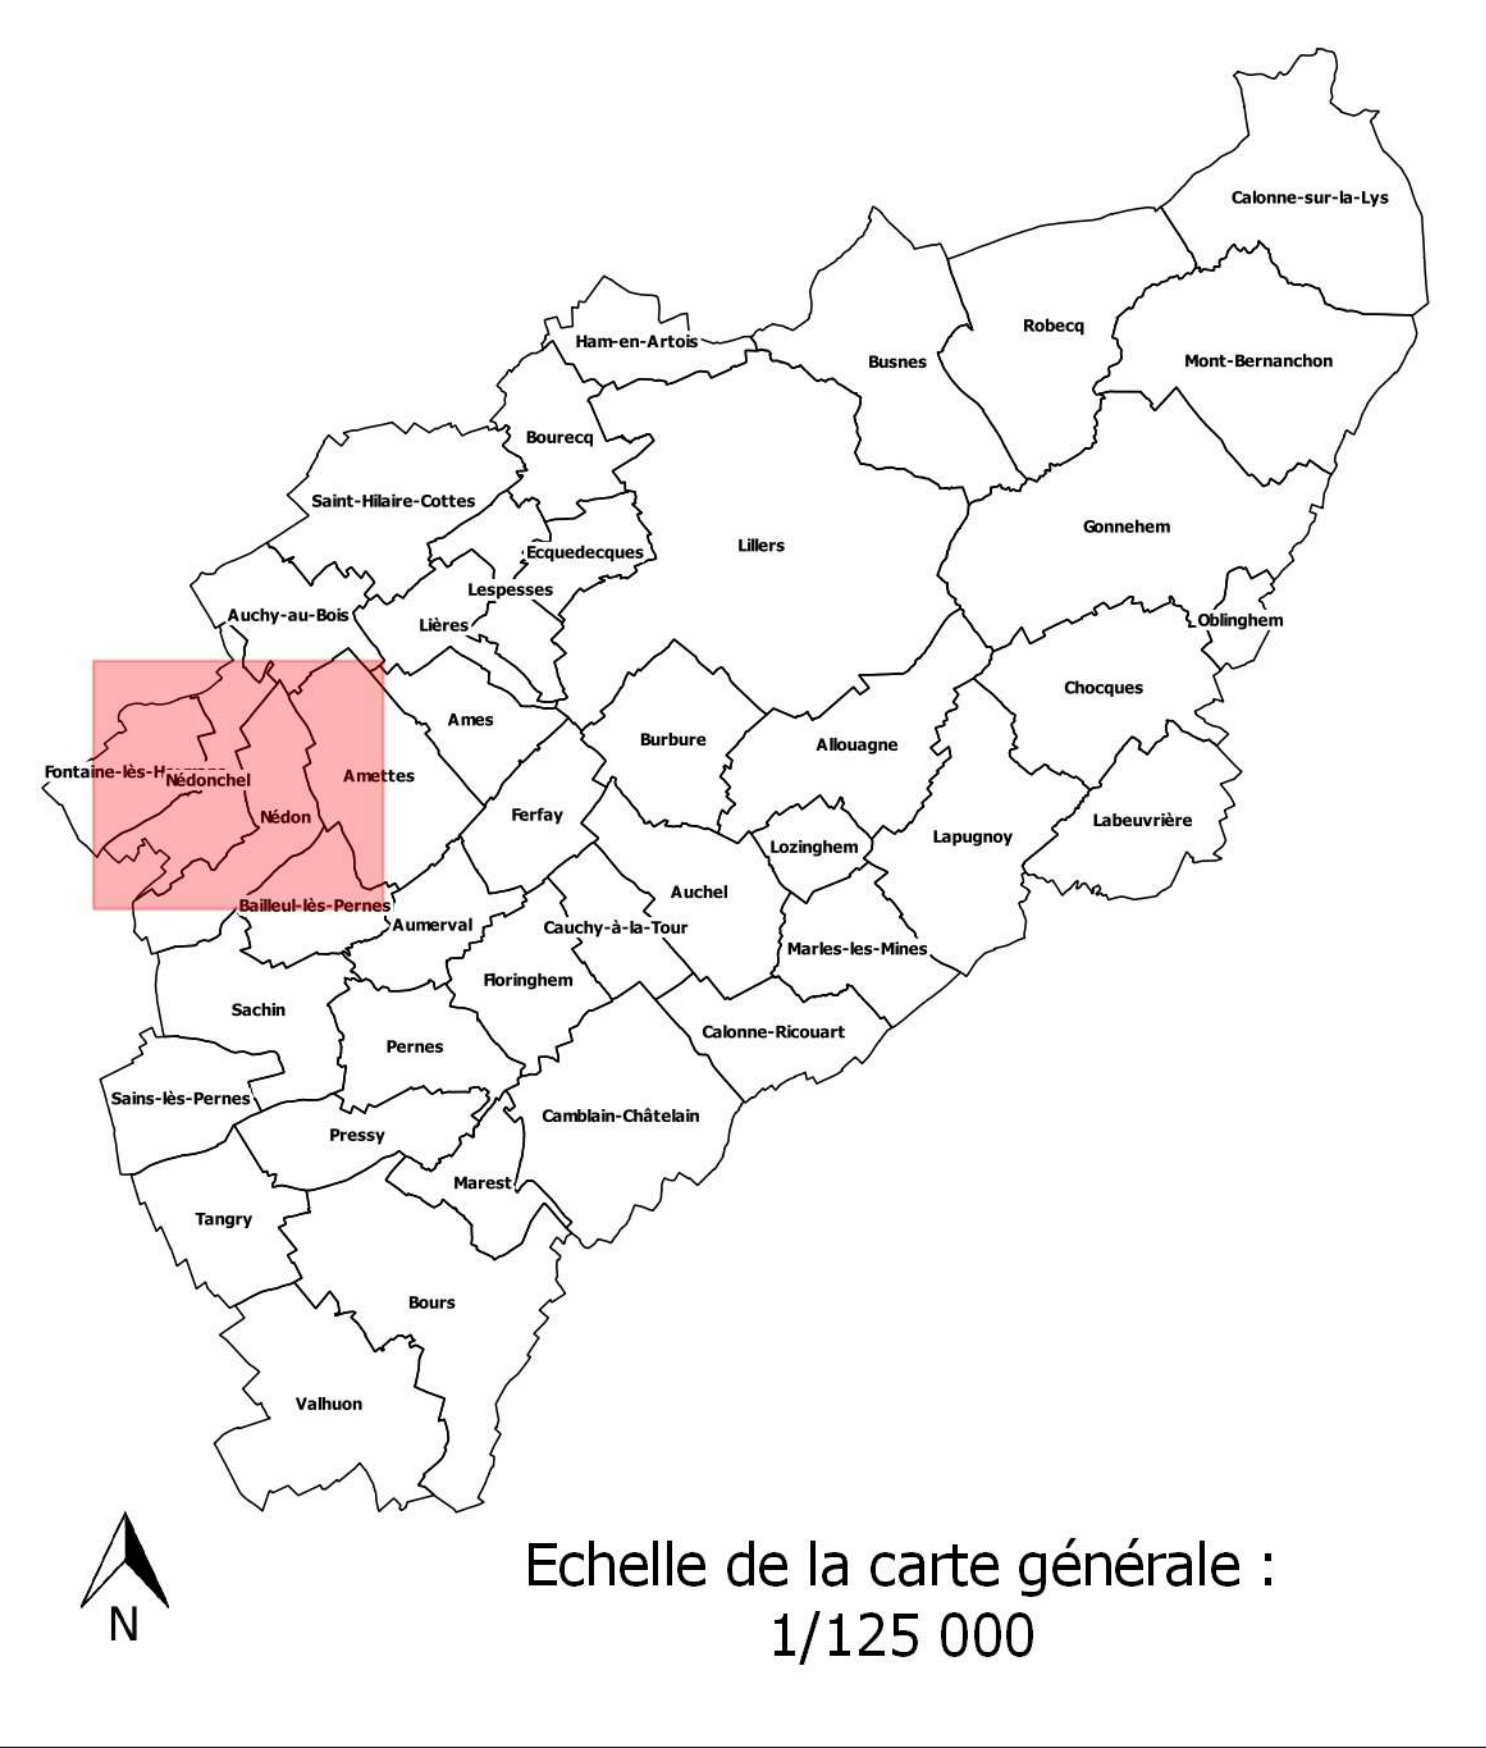 Calonne-sur-la-Lys
Robecq
Ham-en-Artois
Busnes
Mont-Bernanchon
Bourecq
Saint-Hilaire-Cottes
Gonnehem
Lillers
Ecquedecques
Lespesses
Auchy-au-Bois
Oblinghem
Lières
Chocques
Ames
Burbure
Allouagne
Fontaine-lès-H
Amettes
Nédonchel
Ferfay
Nédon
Labeuvrière
Lapugnoy
Lozinghem
Auchel
Bailleul-lès-Pernes
Aumerval
Cauchy-à-la-Tour
Marles-les-Mines
Floringhem
Sachin
Calonne-Ricouart
Pernes
Sains-lès-Pernes
Camblain-Châtelain
Pressy
Marest
Tangry
Bours
Valhuon
N
Echelle de la carte générale :
1/125 000